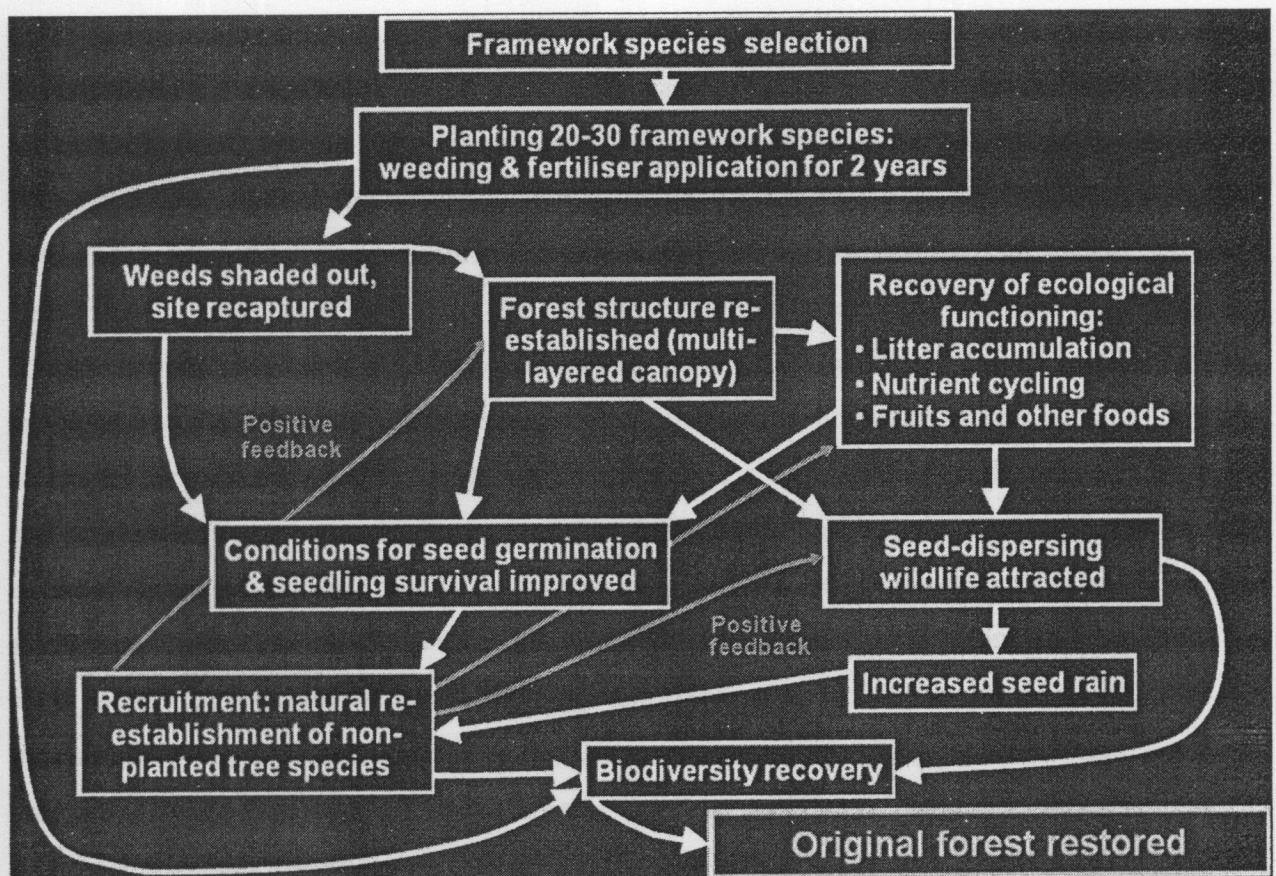 Framework species selection
Planting 20-30 framework species:
weeding & fertiliser application for 2 years
Weeds shaded out,
site recaptured
Forest structure re-
established (multi-
layered canopy)
Recovery of ecological
functioning:
• Litter accumulation
• Nutrient cycling
• Fruits and other foods
Positive
feedback
Conditions for seed germination
& seedling survival improved
Seed-dispersing
wildlife attracted
Positive
feedback
Increased seed rain
Recruitment: natural re-
establishment of non-
planted tree species
Biodiversity recovery
Original forest restored